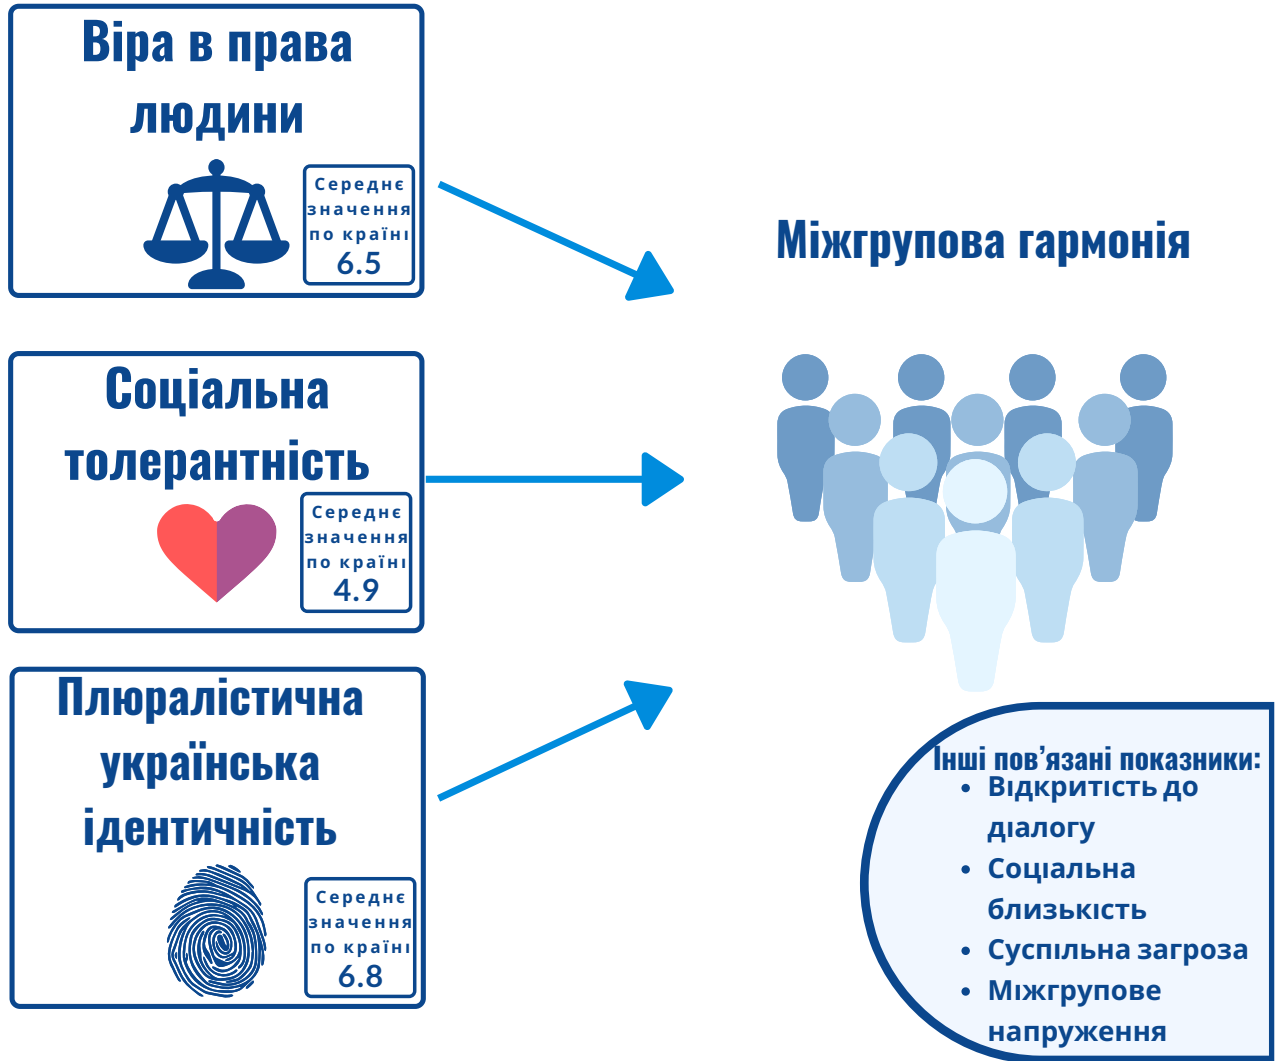 Віра в права
людини
Середнє
значення
по країні
6.5
Соціальна
толерантність
Середнє
значення
по країні
4.9
Плюралістична
українська
ідентичність
Середнє
значення
по країні
6.8
Міжгрупова гармонія
Інші пов’язані показники:
• Відкритість до
діалогу
• Соціальна
близькість
• Суспільна загроза
• Міжгрупове
напруження